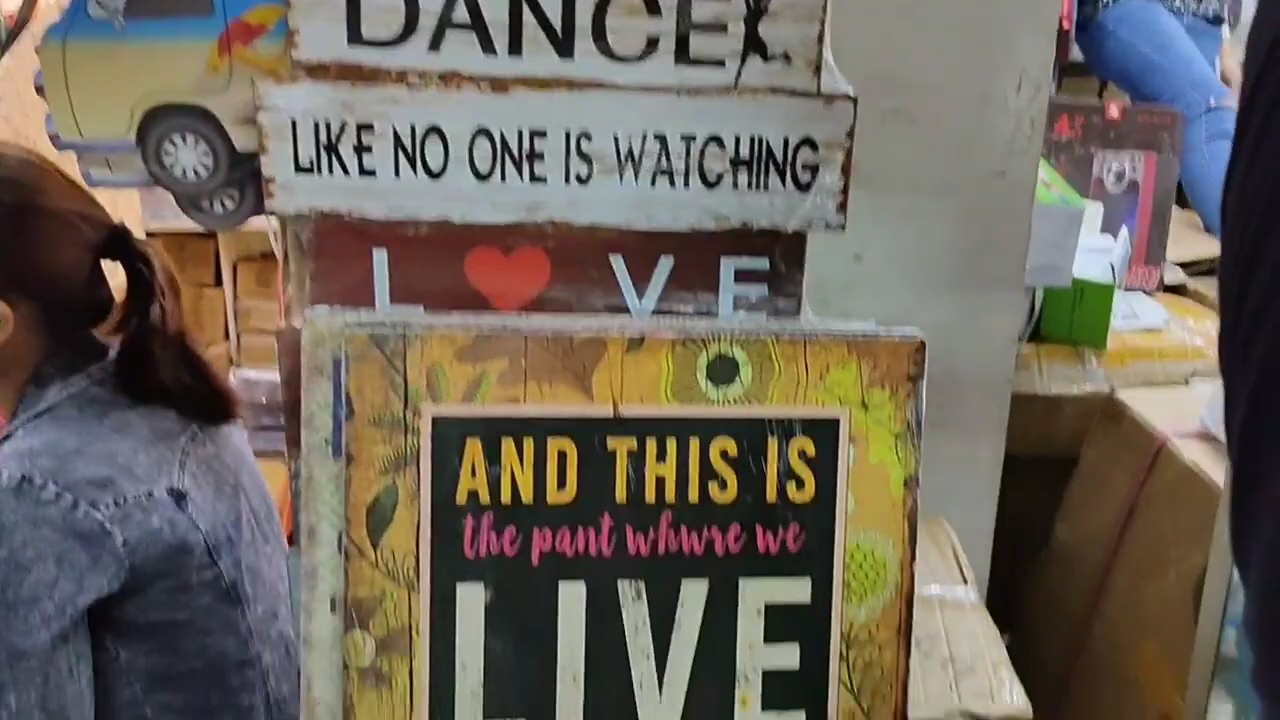 DANCE
LIKE NO ONE IS WATCHING
L VE
AND THIS IS
the pant whwre we
LIVE